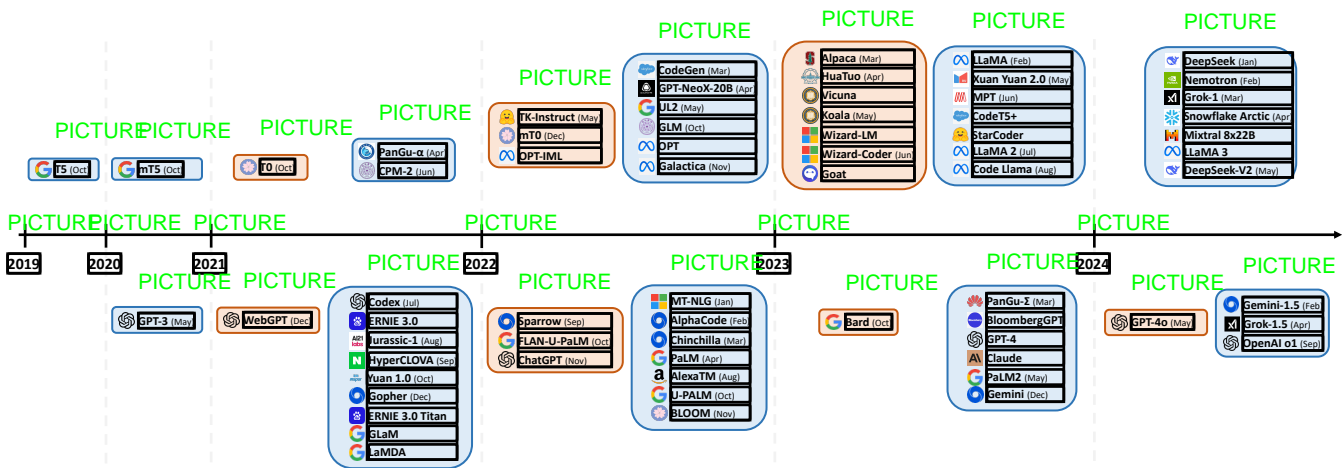 PICTURE
PICTURE
PICTURE
PICTURE
PICTURE
PICTURE
PICTURE
PICTURE
PICTURE
PICTURE
T5 (Oct)
mT5 (Oct)
T0 (Oct)
PanGu-α (Apr
CPM-2 (Jun)
TK-Instruct (May)
mT0 (Dec)
OPT-IML
CodeGen (Mar)
GPT-NeoX-20B (Apr
UL2 (May)
GLM (Oct)
OPT
Galactica (Nov)
Alpaca (Mar)
HuaTuo (Apr)
Vicuna
Koala (May)
Wizard-LM
Wizard-Coder (Jun
Goat
LLaMA (Feb)
Xuan Yuan 2.0 (May
MPT (Jun)
CodeT5+
StarCoder
LLaMA 2 (Jul)
Code Llama (Aug)
DeepSeek (Jan)
Nemotron (Feb)
Grok-1 (Mar)
Snowflake Arctic (Apr)
Mixtral 8x22B
LLaMA 3
DeepSeek-V2 (May)
PICTURE
PICTURE
PICTURE
PICTURE
PICTURE
PICTURE
2019
2020
2021
2022
2023
2024
PICTURE
PICTURE
PICTURE
PICTURE
PICTURE
PICTURE
PICTURE
PICTURE
PICTURE
GPT-3 (May)
WebGPT (Dec
Codex (Jul)
ERNIE 3.0
AI21 labs
Jurassic-1 (Aug)
HyperCLOVA (Sep)
Yuan 1.0 (Oct)
Gopher (Dec)
ERNIE 3.0 Titan
GLaM
LaMDA
Sparrow (Sep)
FLAN-U-PaLM (Oct)
ChatGPT (Nov)
MT-NLG (Jan)
AlphaCode (Feb)
Chinchilla (Mar)
PaLM (Apr)
AlexaTM (Aug)
U-PALM (Oct)
BLOOM (Nov)
Bard (Oct)
PanGu-Σ (Mar)
BloombergGPT
GPT-4
Claude
PaLM2 (May)
Gemini (Dec)
GPT-4o (May)
Gemini-1.5 (Feb
Grok-1.5 (Apr)
OpenAI o1 (Sep)